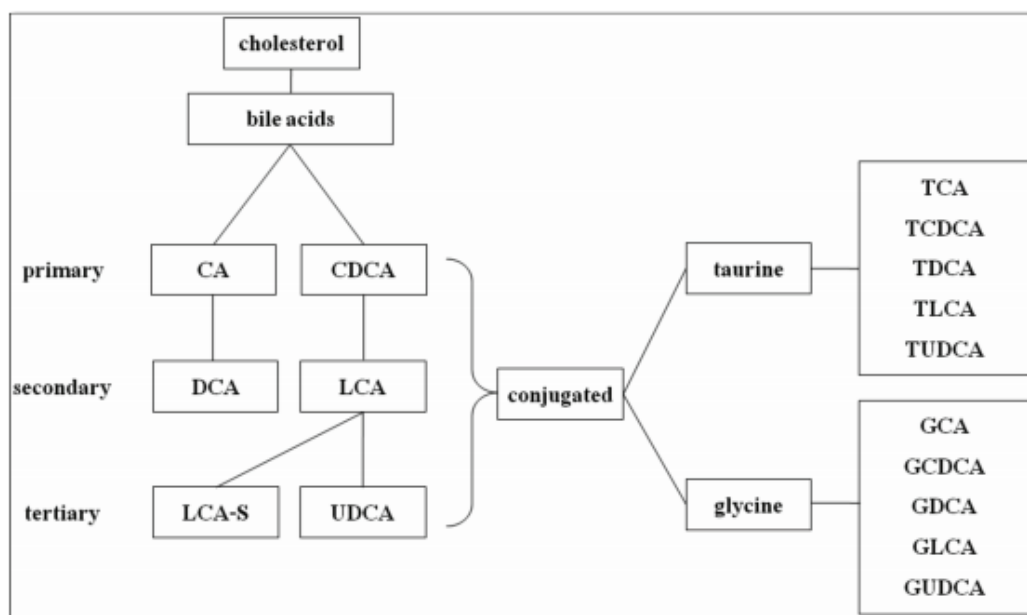 cholesterol
bile acids
primary
CA
CDCA
secondary
DCA
LCA
tertiary
LCA-S
UDCA
conjugated
taurine
glycine
TCA
TCDCA
TDCA
TLCA
TUDCA
GCA
GCDCA
GDCA
GLCA
GUDCA